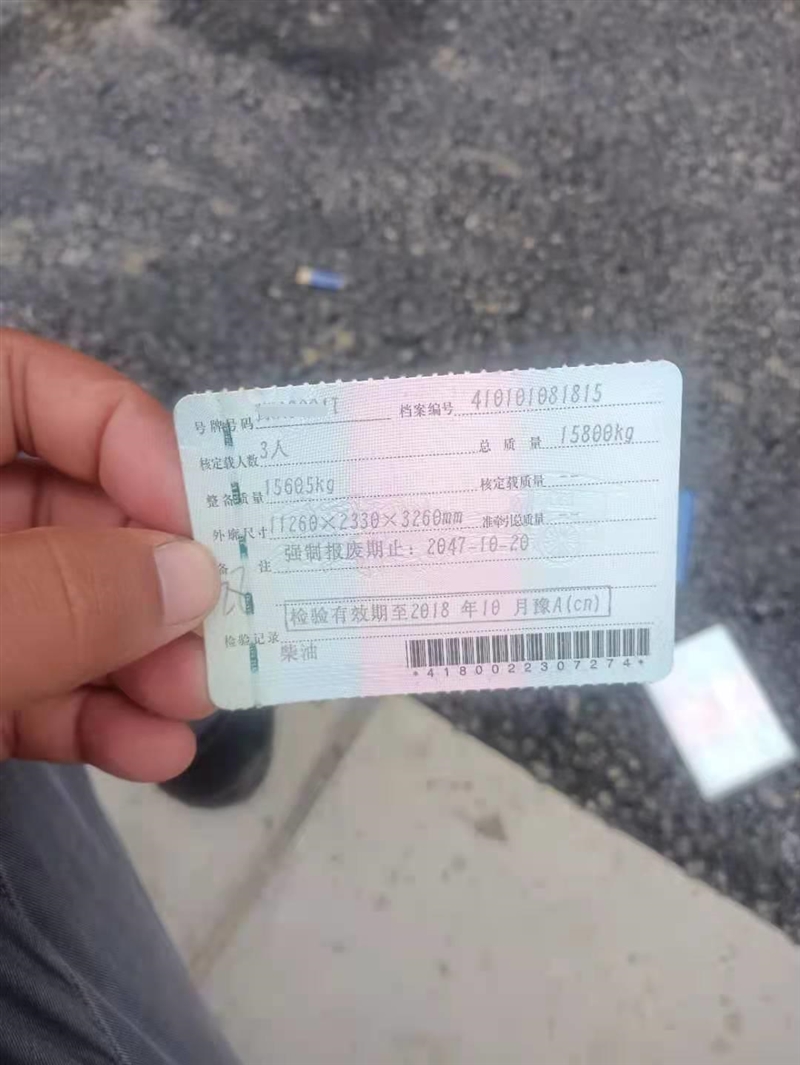 号牌号码 档案编号 410101081815
核定载人数 3人 总质量 15800kg
整备质量 15605kg 核定载质量 --
外廓尺寸 11260×2330×3260mm 准牵引总质量 --
备注 强制报废期止：2047-10-20
检验有效期至2018 年10 月豫A(cn)
检验记录
柴油
*4180022307274*